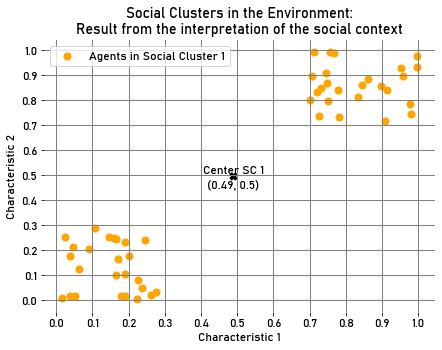 Social Clusters in the Environment:
Result from the interpretation of the social context
Agents in Social Cluster 1
Characteristic 2
1.0
0.9
0.8
0.7
0.6
0.5
0.4
0.3
0.2
0.1
0.0
Center SC 1
(0.49, 0.5)
0.0 0.1 0.2 0.3 0.4 0.5 0.6 0.7 0.8 0.9 1.0
Characteristic 1